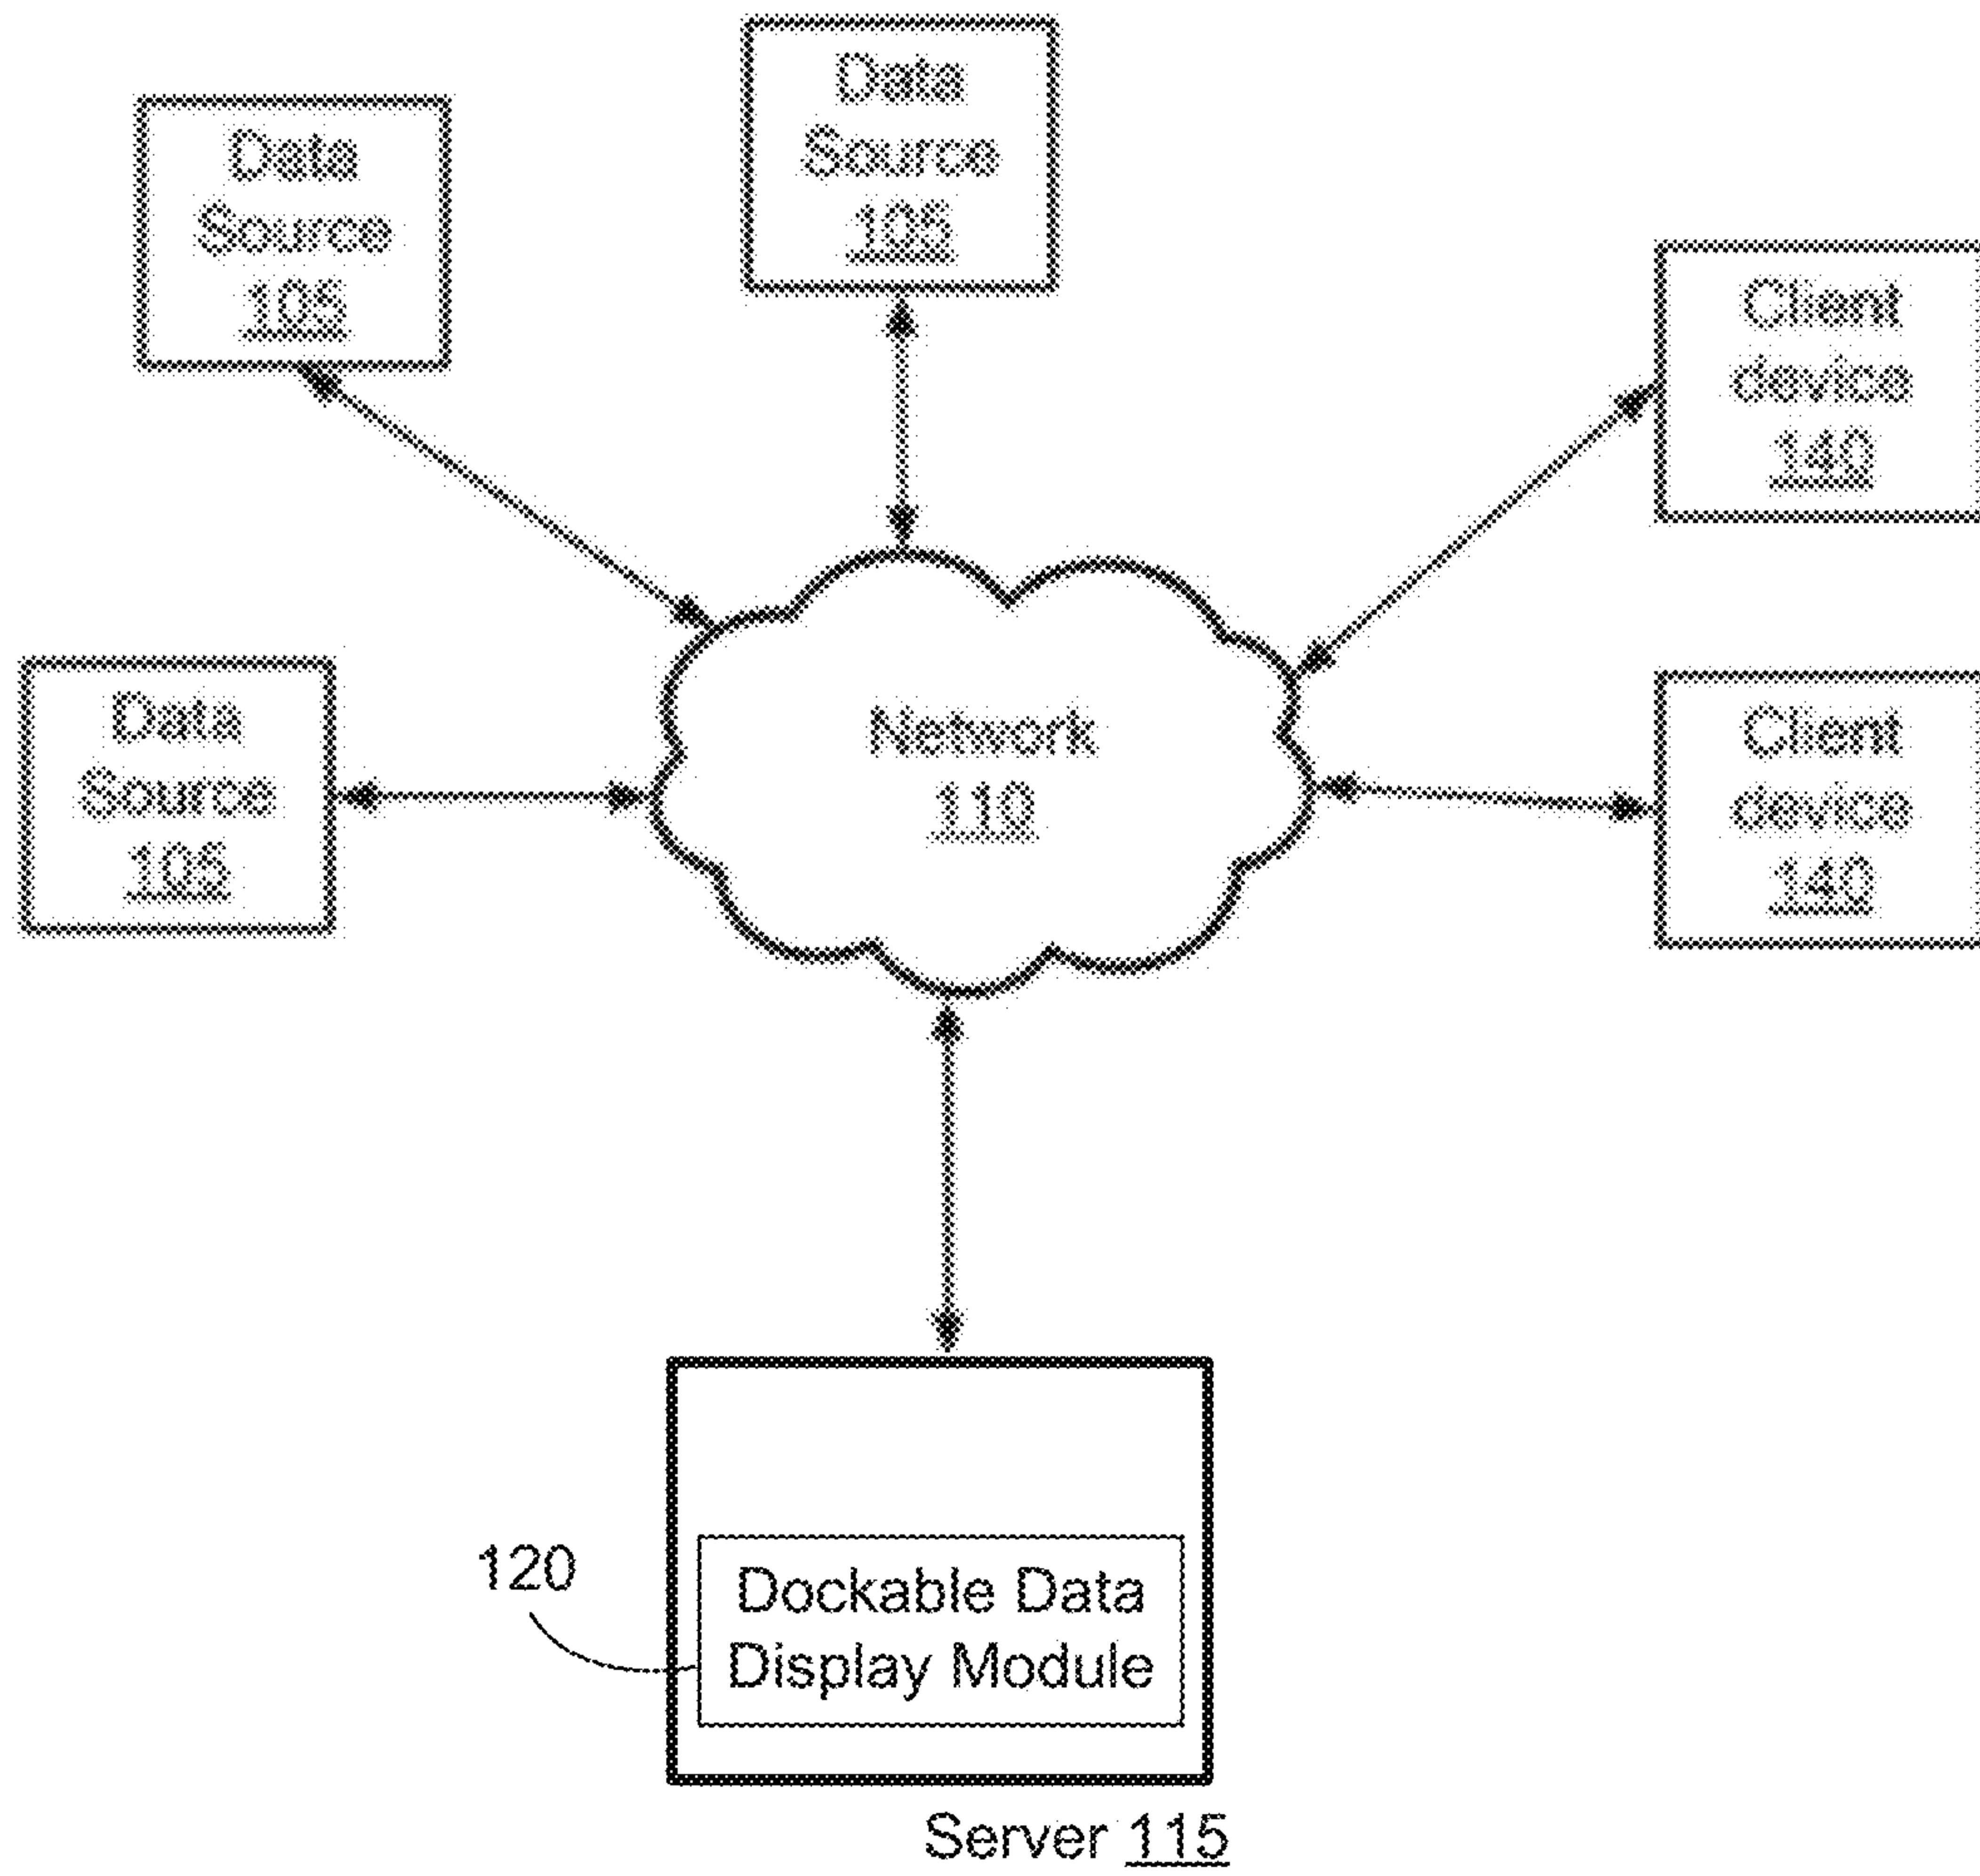 Data
Source
105
Data
Source
105
Client
device
140
Data
Source
105
Network
110
Client
device
140
120
Dockable Data
Display Module
Server 115